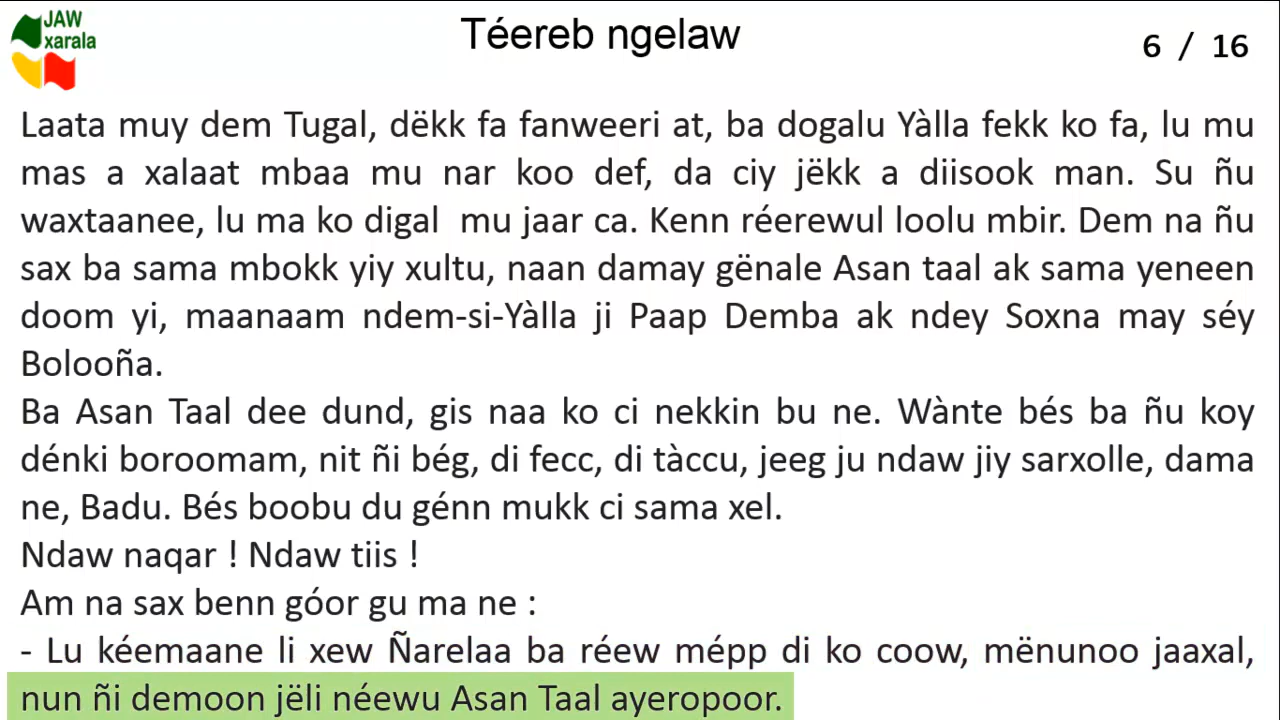 JAW
xarala
Téereb ngelaw
6 / 16
Laata muy dem Tugal, dëkk fa fanweeri at, ba dogalu Yàlla fekk ko fa, lu mu
mas a xalaat mbaa mu nar koo def, da ciy jëkk a diisook man. Su ñu
waxtaanee, lu ma ko digal  mu jaar ca. Kenn réerewul loolu mbir. Dem na ñu
sax ba sama mbokk yiy xultu, naan damay gënale Asan taal ak sama yeneen
doom yi, maanaam ndem-si-Yàlla ji Paap Demba ak ndey Soxna may séy
Bolooña.
Ba Asan Taal dee dund, gis naa ko ci nekkin bu ne. Wànte bés ba ñu koy
dénki boroomam, nit ñi bég, di fecc, di tàccu, jeeg ju ndaw jiy sarxolle, dama
ne, Badu. Bés boobu du génn mukk ci sama xel.
Ndaw naqar ! Ndaw tiis !
Am na sax benn góor gu ma ne :
- Lu kéemaane li xew Ñarelaa ba réew mépp di ko coow, mënunoo jaaxal,
nun ñi demoon jëli néewu Asan Taal ayeropoor.